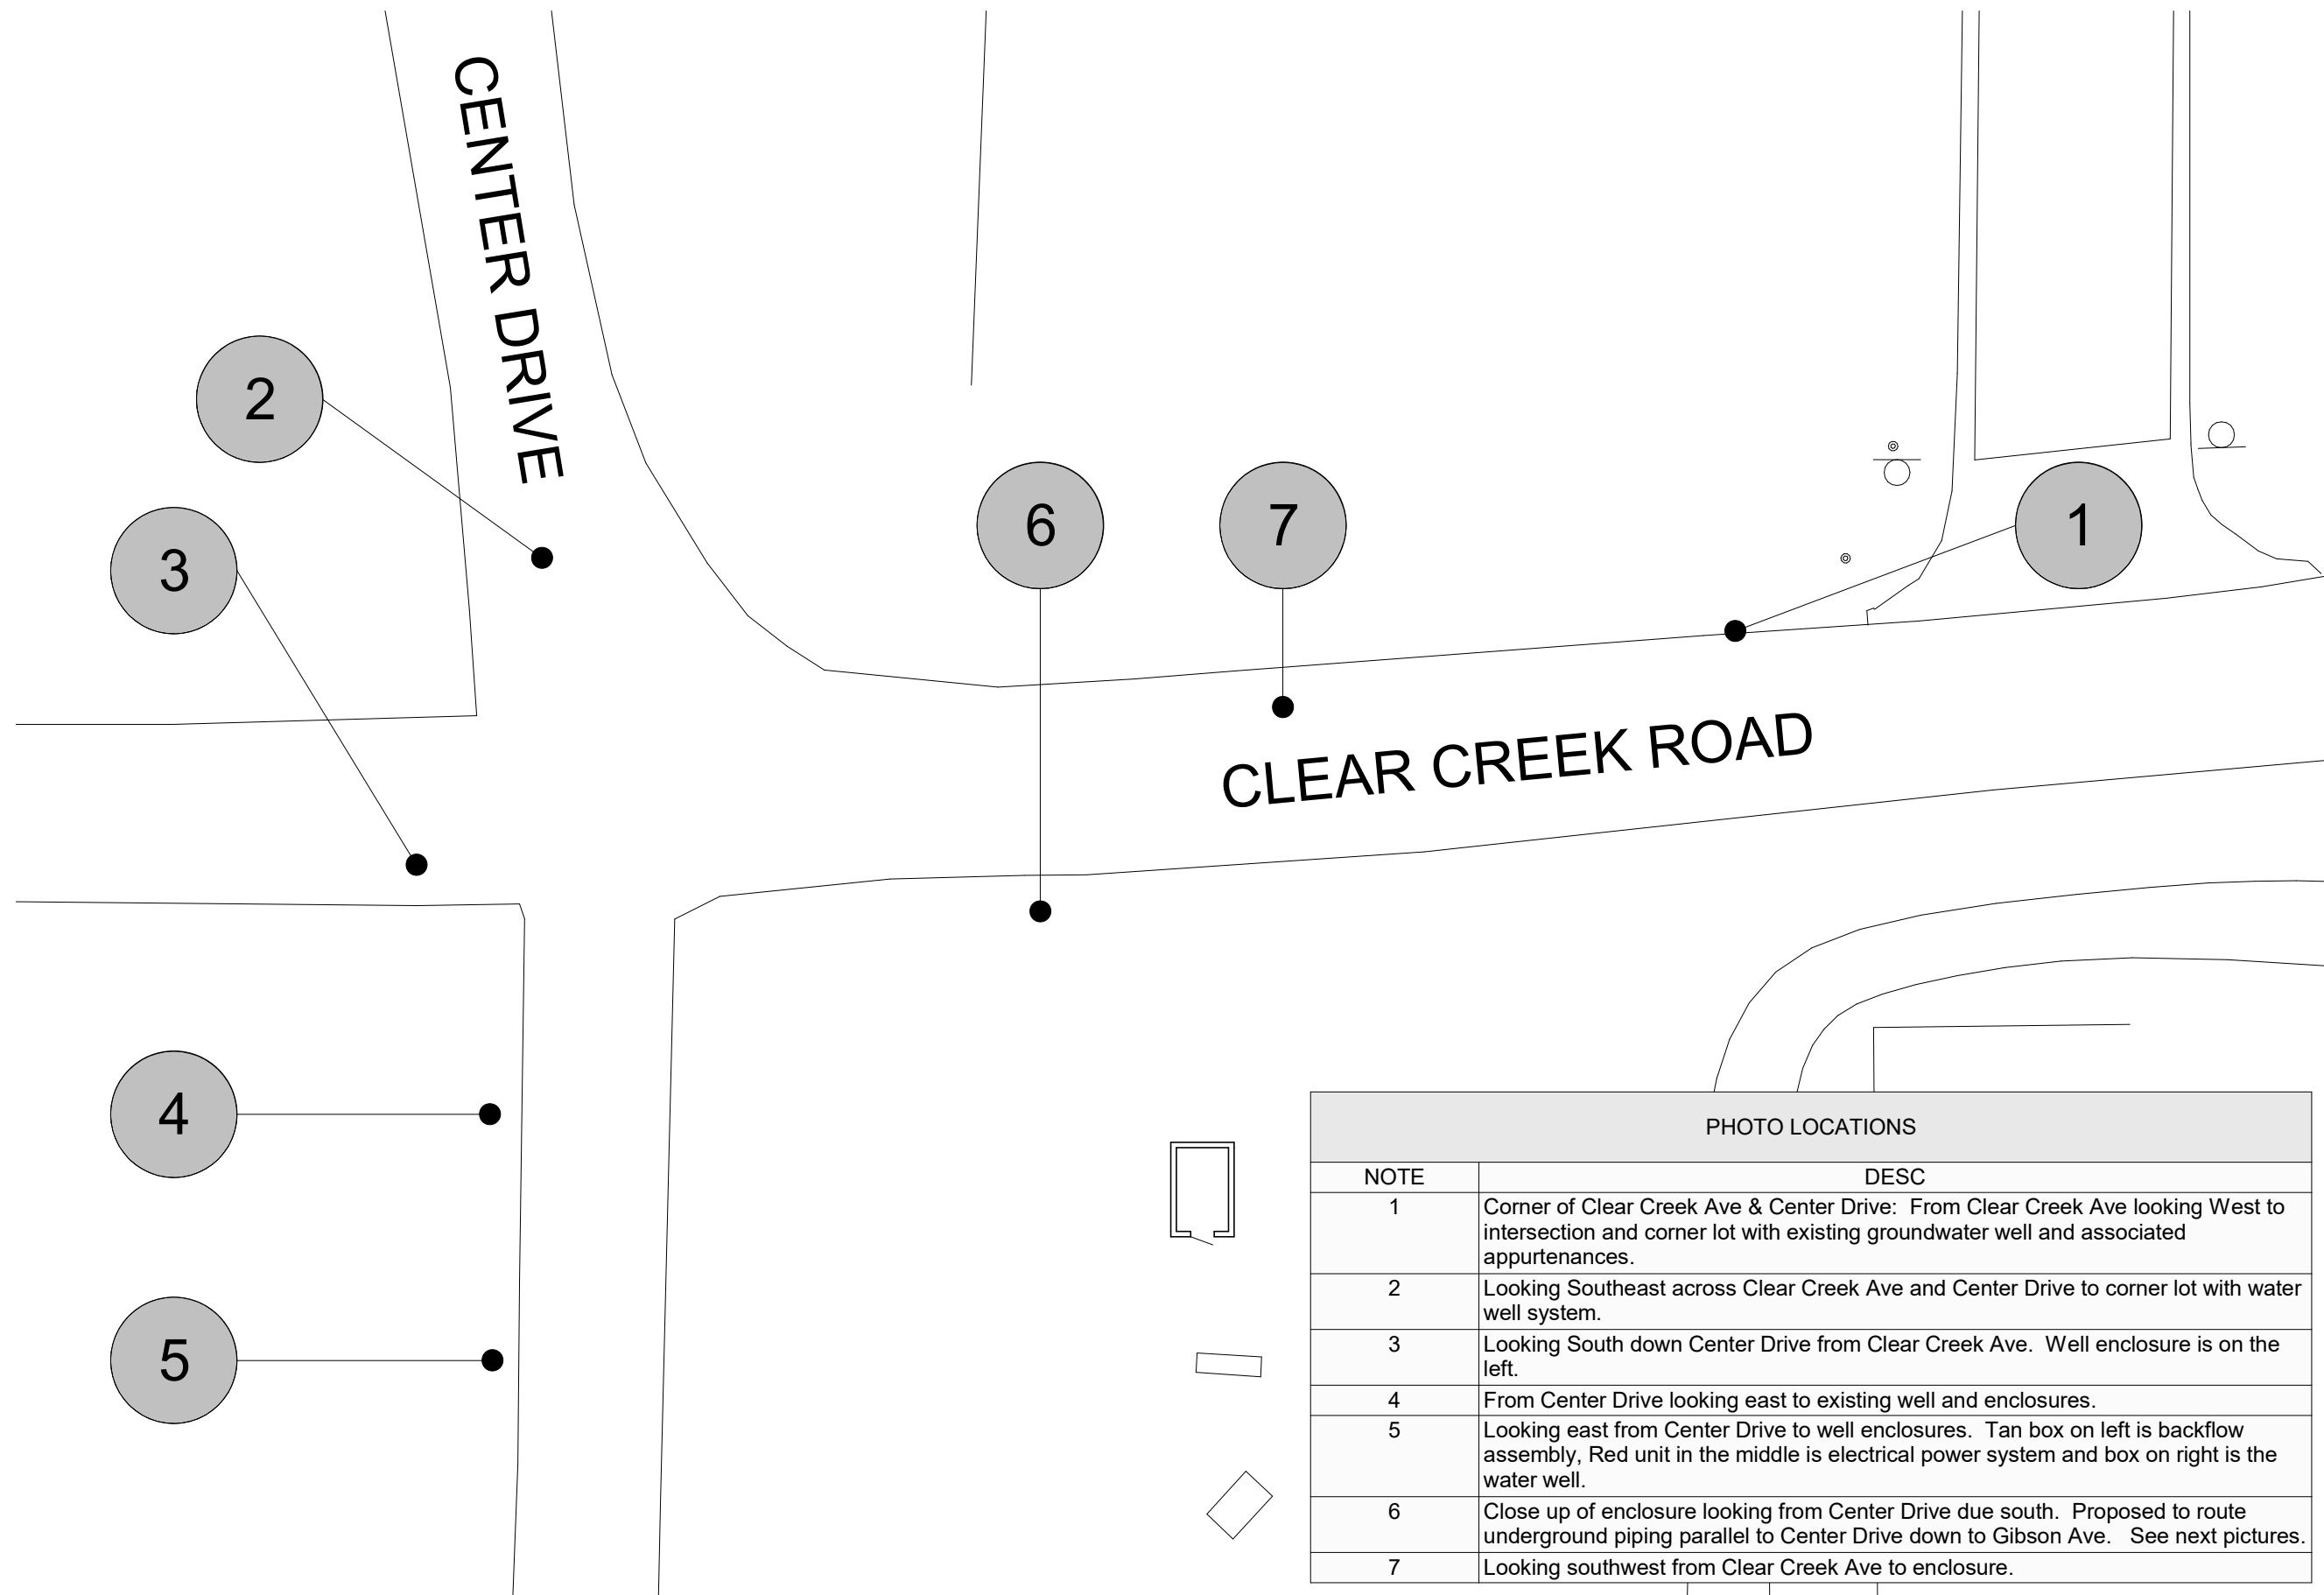 CENTER DRIVE
2
3
6
7
1
CLEAR CREEK ROAD
4
5
PHOTO LOCATIONS
NOTE DESC
1 Corner of Clear Creek Ave & Center Drive: From Clear Creek Ave looking West to
intersection and corner lot with existing groundwater well and associated
appurtenances.
2 Looking Southeast across Clear Creek Ave and Center Drive to corner lot with water
well system.
3 Looking South down Center Drive from Clear Creek Ave. Well enclosure is on the
left.
4 From Center Drive looking east to existing well and enclosures.
5 Looking east from Center Drive to well enclosures. Tan box on left is backflow
assembly, Red unit in the middle is electrical power system and box on right is the
water well.
6 Close up of enclosure looking from Center Drive due south. Proposed to route
underground piping parallel to Center Drive down to Gibson Ave. See next pictures.
7 Looking southwest from Clear Creek Ave to enclosure.